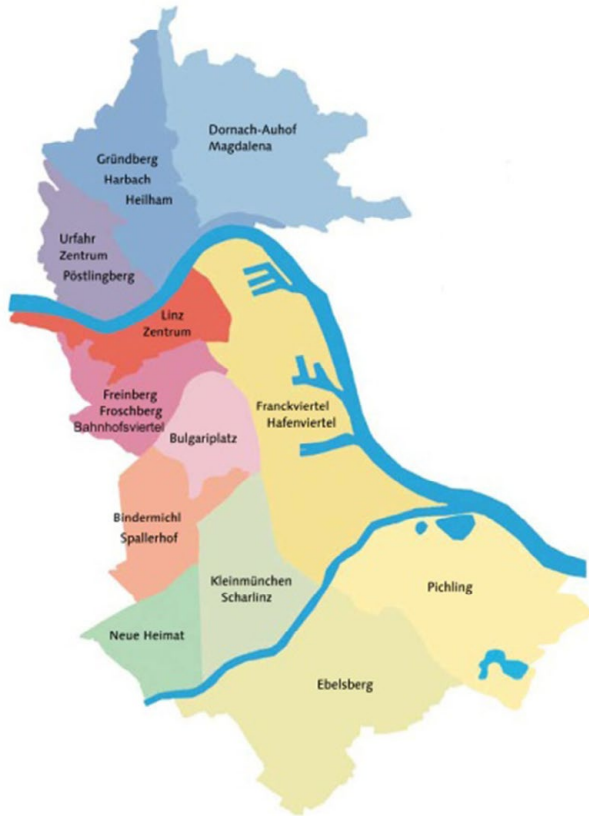 Dornach-Auhof
Magdalena
Gründberg
Harbach
Heilham
Urfahr
Zentrum
Pöstlingberg
Linz
Zentrum
Freinberg
Froschberg
Bahnhofsviertel
Bulgariplatz
Franckviertel
Hafenviertel
Bindermichl
Spallerhof
Kleinmünchen
Scharlinz
Pichling
Neue Heimat
Ebelsberg